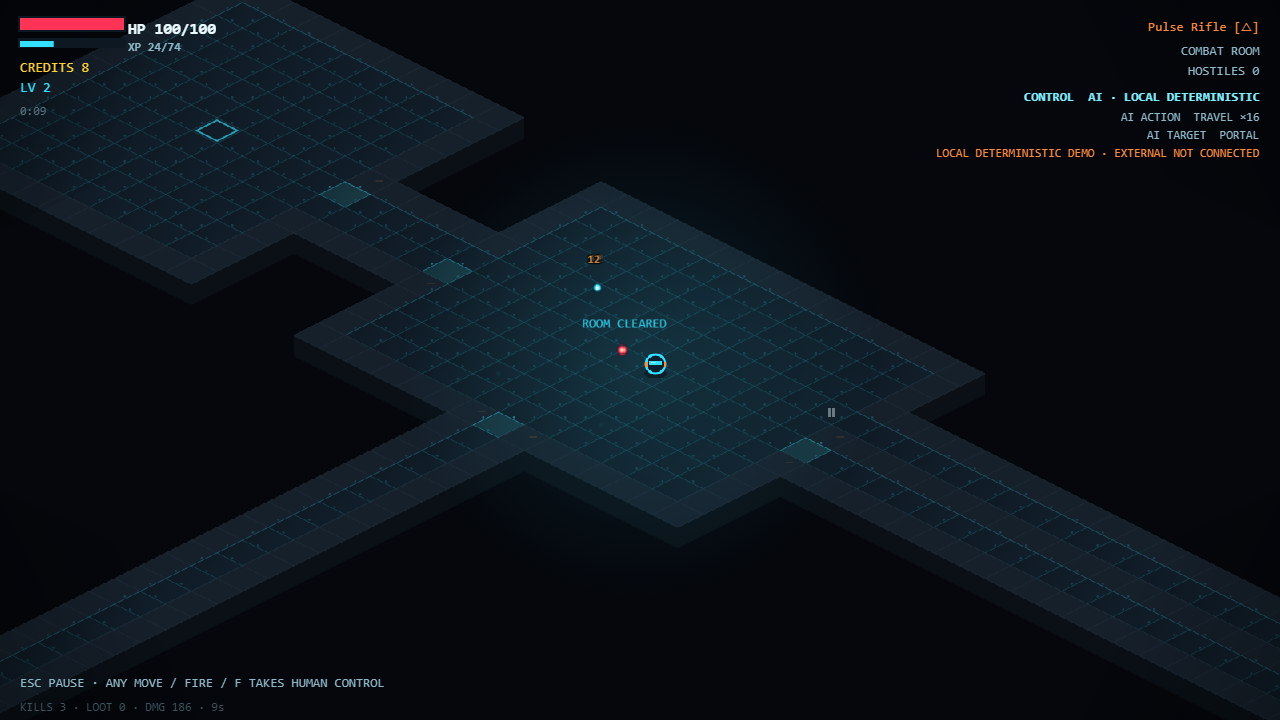 HP 100/100
XP 24/74
CREDITS 8
LV 2
0:09
Pulse Rifle [△]
COMBAT ROOM
HOSTILES 0
CONTROL AI · LOCAL DETERMINISTIC
AI ACTION TRAVEL ×16
AI TARGET PORTAL
LOCAL DETERMINISTIC DEMO · EXTERNAL NOT CONNECTED
12
ROOM CLEARED
ESC PAUSE · ANY MOVE / FIRE / F TAKES HUMAN CONTROL
KILLS 3 · LOOT 0 · DMG 186 · 9s